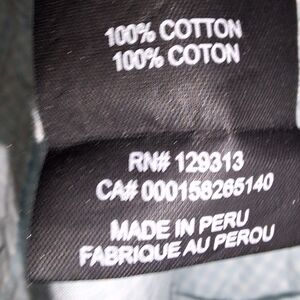 100% COTTON
100% COTON
RN# 129313
CA# 000158265140
MADE IN PERU
FABRIQUE AU PEROU